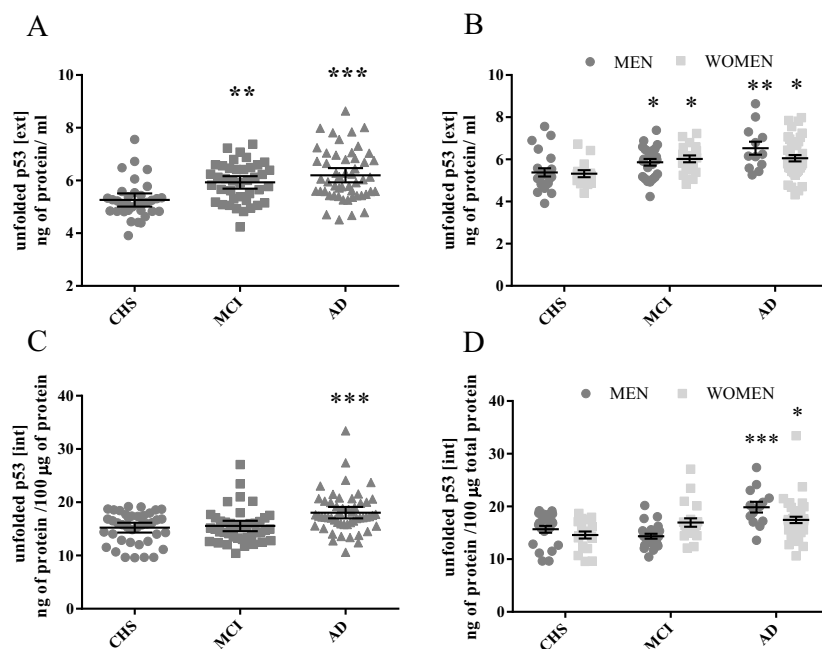 A
unfolded p53 [ext]
ng of protein/ ml
10
8
6
4
2
**
***
CHS
MCI
AD
B
MEN
WOMEN
unfolded p53 [ext]
ng of protein/ ml
10
8
6
4
2
0
*
*
**
*
CHS
MCI
AD
C
unfolded p53 [int]
ng of protein /100 µg of protein
40
30
20
10
0
***
CHS
MCI
AD
D
MEN
WOMEN
unfolded p53 [int]
ng of protein /100 µg total protein
40
30
20
10
0
***
*
CHS
MCI
AD